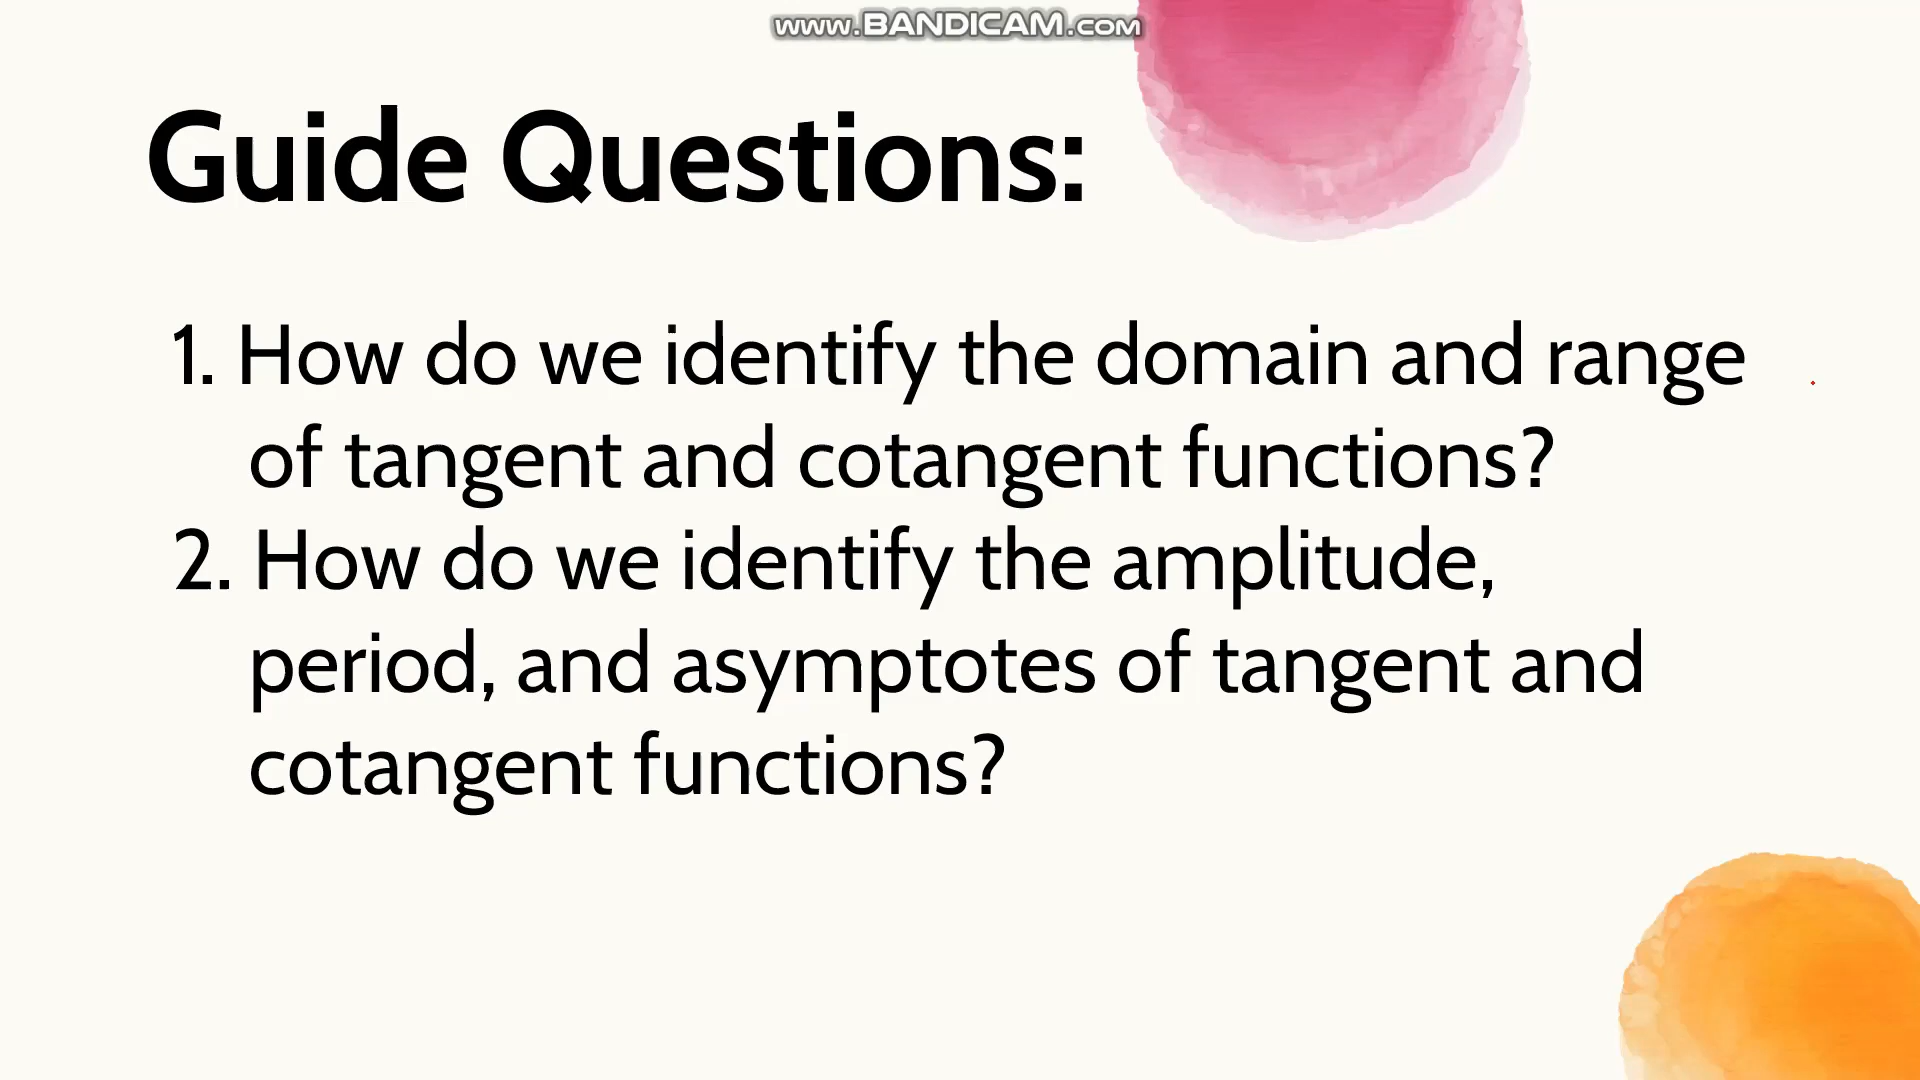 www.BANDICAM.com
Guide Questions:
1. How do we identify the domain and range
of tangent and cotangent functions?
2. How do we identify the amplitude,
period, and asymptotes of tangent and
cotangent functions?